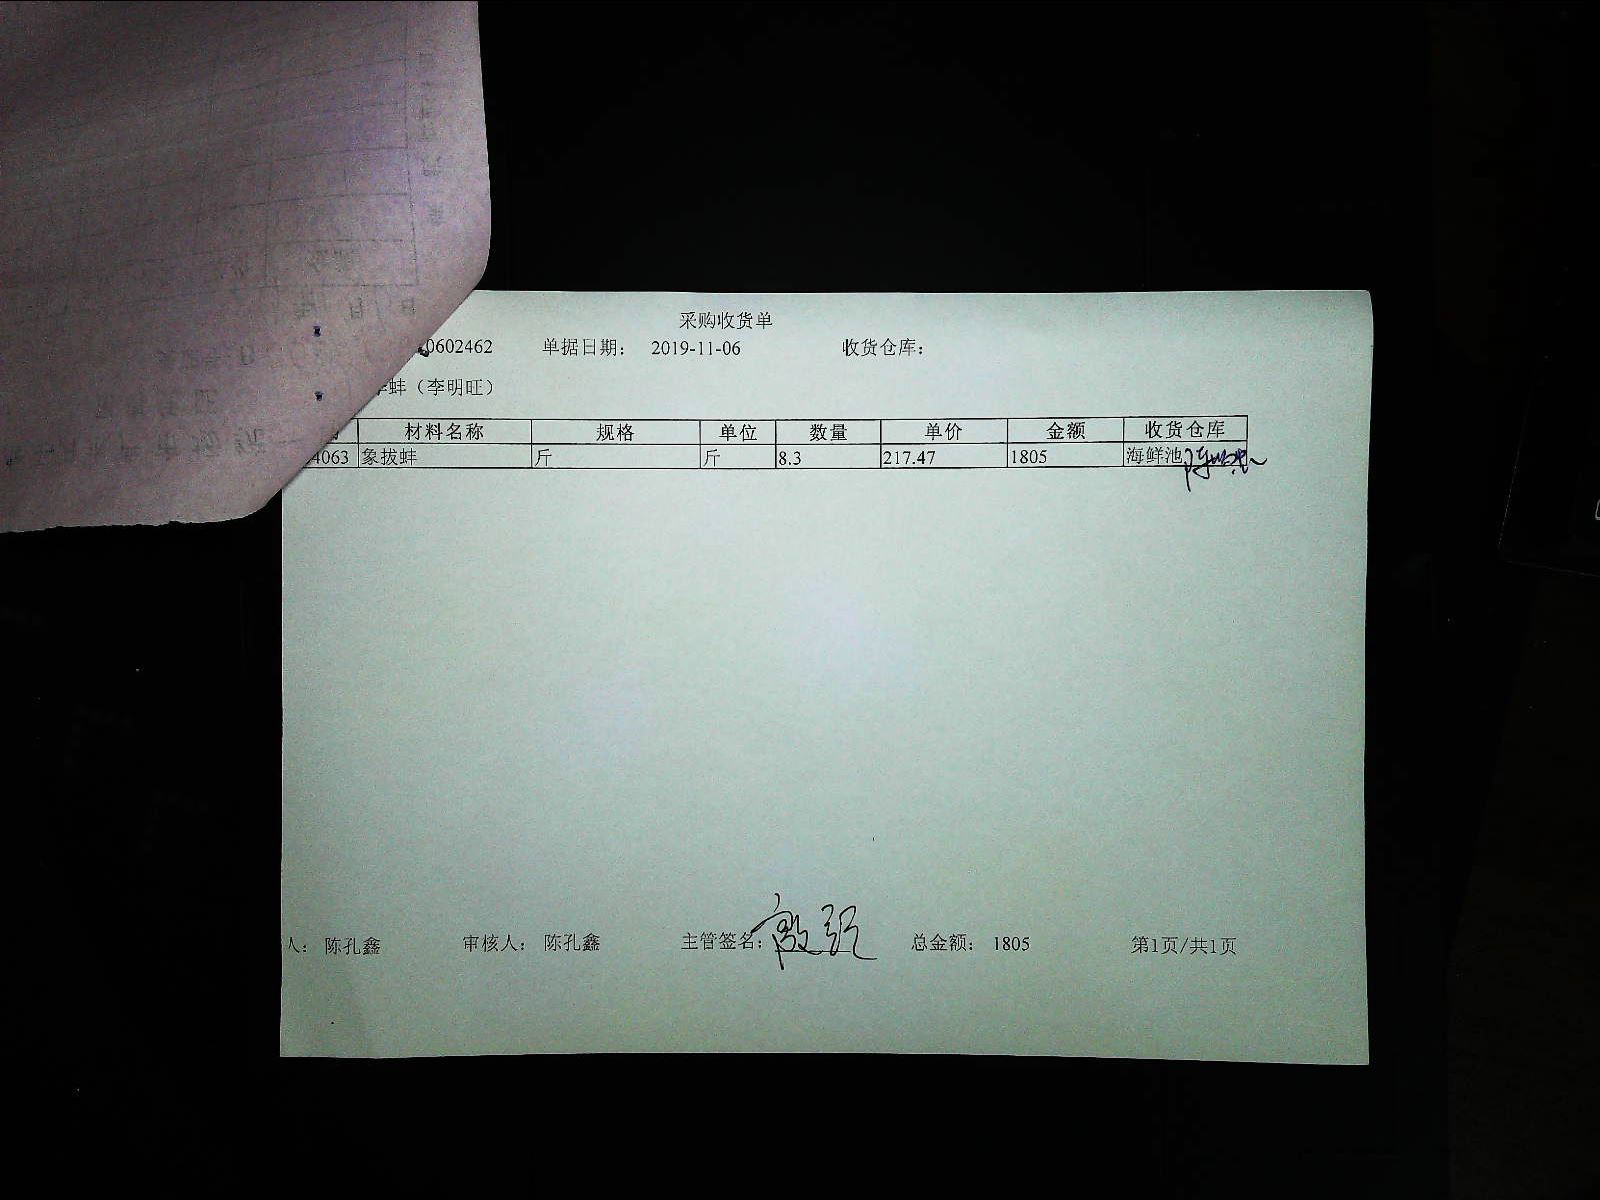 采购收货单
0602462 单据日期： 2019-11-06 收货仓库：
蚌（李明旺）
材料名称 规格 单位 数量 单价 金额 收货仓库
4063 象拔蚌 斤 斤 8.3 217.47 1805 海鲜池
人： 陈孔鑫 审核人： 陈孔鑫 主管签名： 总金额： 1805 第1页/共1页